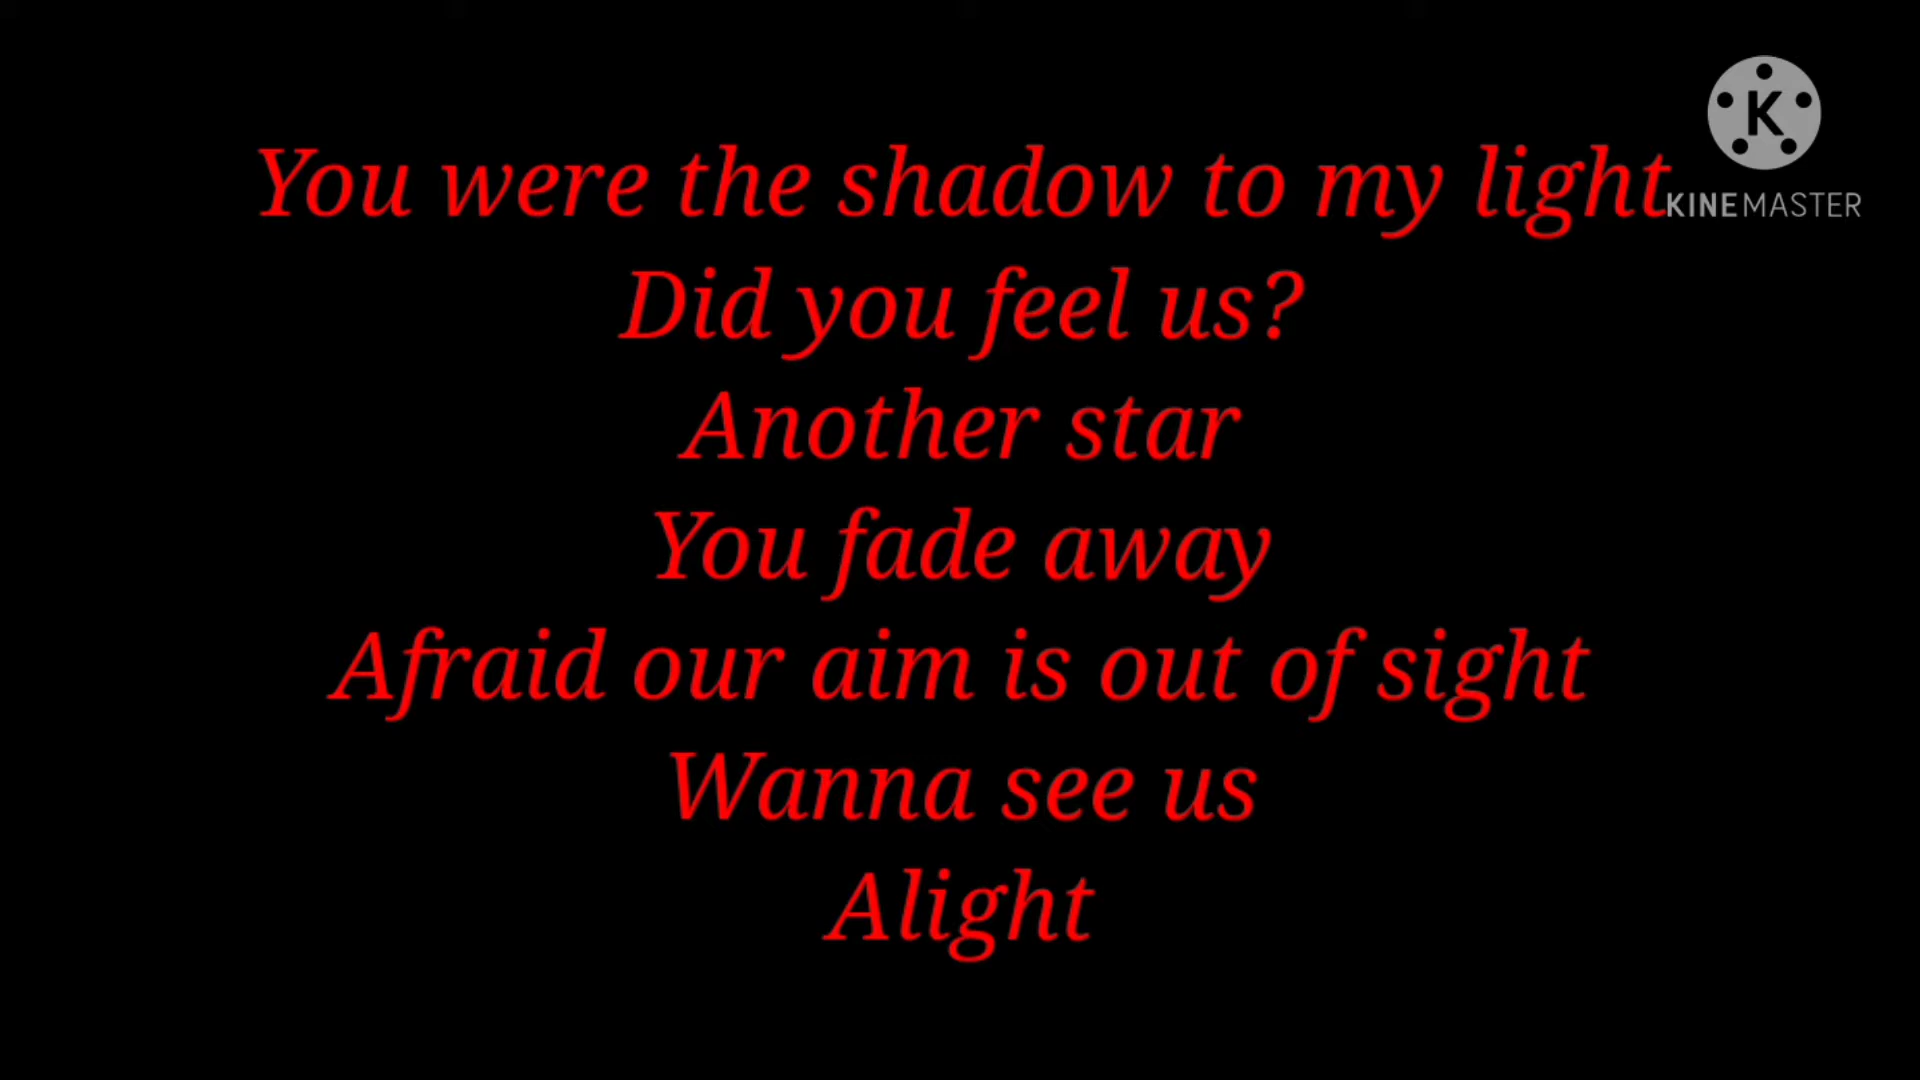 You were the shadow to my light
Did you feel us?
Another star
You fade away
Afraid our aim is out of sight
Wanna see us
Alight
K
KINEMASTER